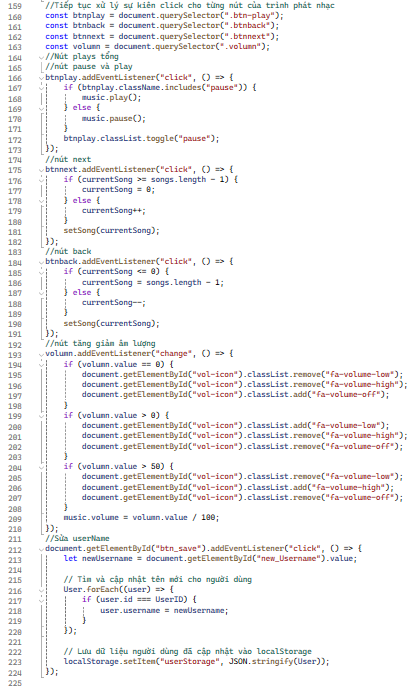 159 //Tiếp tục xử lý sự kiện click cho từng nút của trình phát nhạc
160 const btnplay = document.querySelector(".btn-play");
161 const btnback = document.querySelector(".btnback");
162 const btnnext = document.querySelector(".btnnext");
163 const volumn = document.querySelector(".volumn");
164 //Nút plays tổng
165 //nút pause và play
166 btnplay.addEventListener("click", () => {
167 if (btnplay.className.includes("pause")) {
168 music.play();
169 } else {
170 music.pause();
171 }
172 btnplay.classList.toggle("pause");
173 });
174 //nút next
175 btnnext.addEventListener("click", () => {
176 if (currentSong >= songs.length - 1) {
177 currentSong = 0;
178 } else {
179 currentSong++;
180 }
181 setSong(currentSong);
182 });
183 //nút back
184 btnback.addEventListener("click", () => {
185 if (currentSong <= 0) {
186 currentSong = songs.length - 1;
187 } else {
188 currentSong--;
189 }
190 setSong(currentSong);
191 });
192 //nút tăng giảm âm lượng
193 volumn.addEventListener("change", () => {
194 if (volumn.value == 0) {
195 document.getElementById("vol-icon").classList.remove("fa-volume-low");
196 document.getElementById("vol-icon").classList.remove("fa-volume-high");
197 document.getElementById("vol-icon").classList.add("fa-volume-off");
198 }
199 if (volumn.value > 0) {
200 document.getElementById("vol-icon").classList.add("fa-volume-low");
201 document.getElementById("vol-icon").classList.remove("fa-volume-high");
202 document.getElementById("vol-icon").classList.remove("fa-volume-off");
203 }
204 if (volumn.value > 50) {
205 document.getElementById("vol-icon").classList.remove("fa-volume-low");
206 document.getElementById("vol-icon").classList.add("fa-volume-high");
207 document.getElementById("vol-icon").classList.remove("fa-volume-off");
208 }
209 music.volume = volumn.value / 100;
210 });
211 //Sửa userName
212 document.getElementById("btn_save").addEventListener("click", () => {
213 let newUsername = document.getElementById("new_Username").value;
214
215 // Tìm và cập nhật tên mới cho người dùng
216 User.forEach((user) => {
217 if (user.id === UserID) {
218 user.username = newUsername;
219 }
220 });
221
222 // Lưu dữ liệu người dùng đã cập nhật vào localStorage
223 localStorage.setItem("userStorage", JSON.stringify(User));
224 });
225